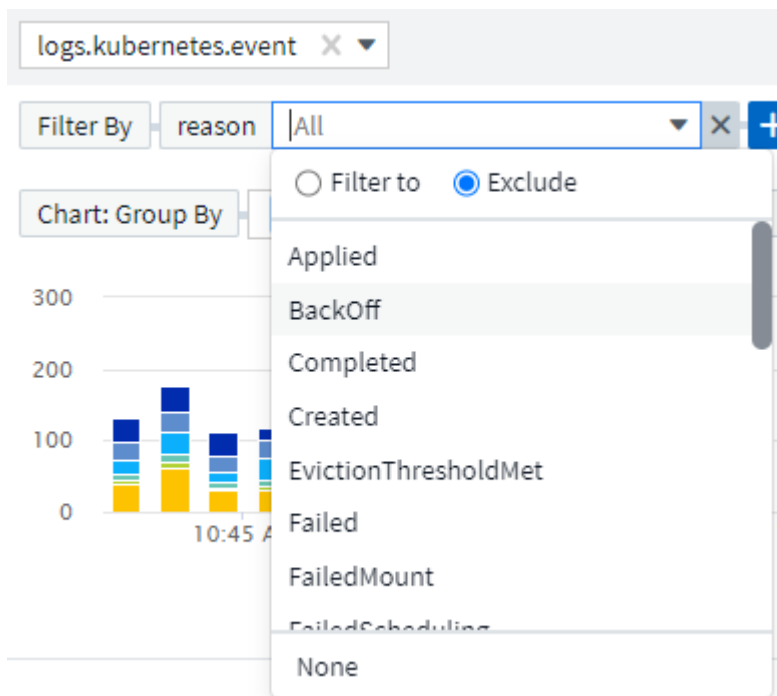 logs.kubernetes.event
Filter By reason All
Filter to Exclude
Chart: Group By
Applied
300
BackOff
200
Completed
Created
100
EvictionThresholdMet
0
Failed
10:45 A
FailedMount
FailedScheduling
None